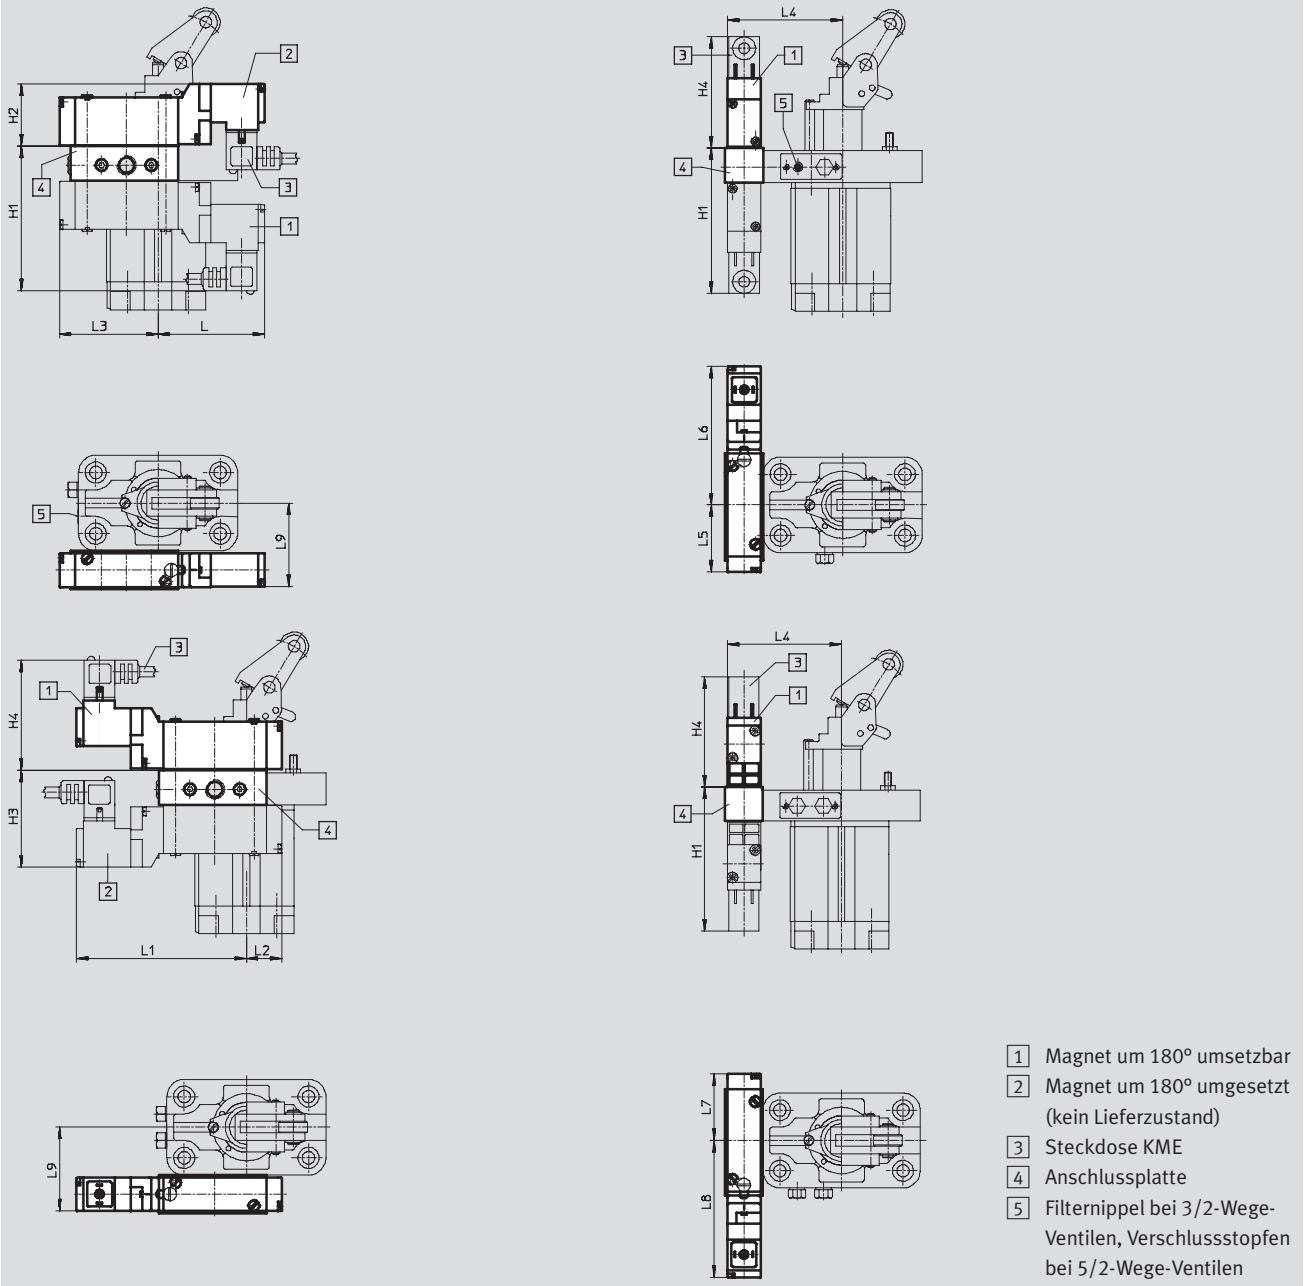 L4
2
3
1
H2
H4
5
4
4
3
H1
H1
1
L3
L
L6
5
L9
L5
L4
3
3
1
1
H4
H4
4
H3
4
H1
2
L1
L2
L7
L9
L8
1 Magnet um 180° umsetzbar
2 Magnet um 180° umgesetzt
(kein Lieferzustand)
3 Steckdose KME
4 Anschlussplatte
5 Filternippel bei 3/2-Wege-
Ventilen, Verschlussstopfen
bei 5/2-Wege-Ventilen